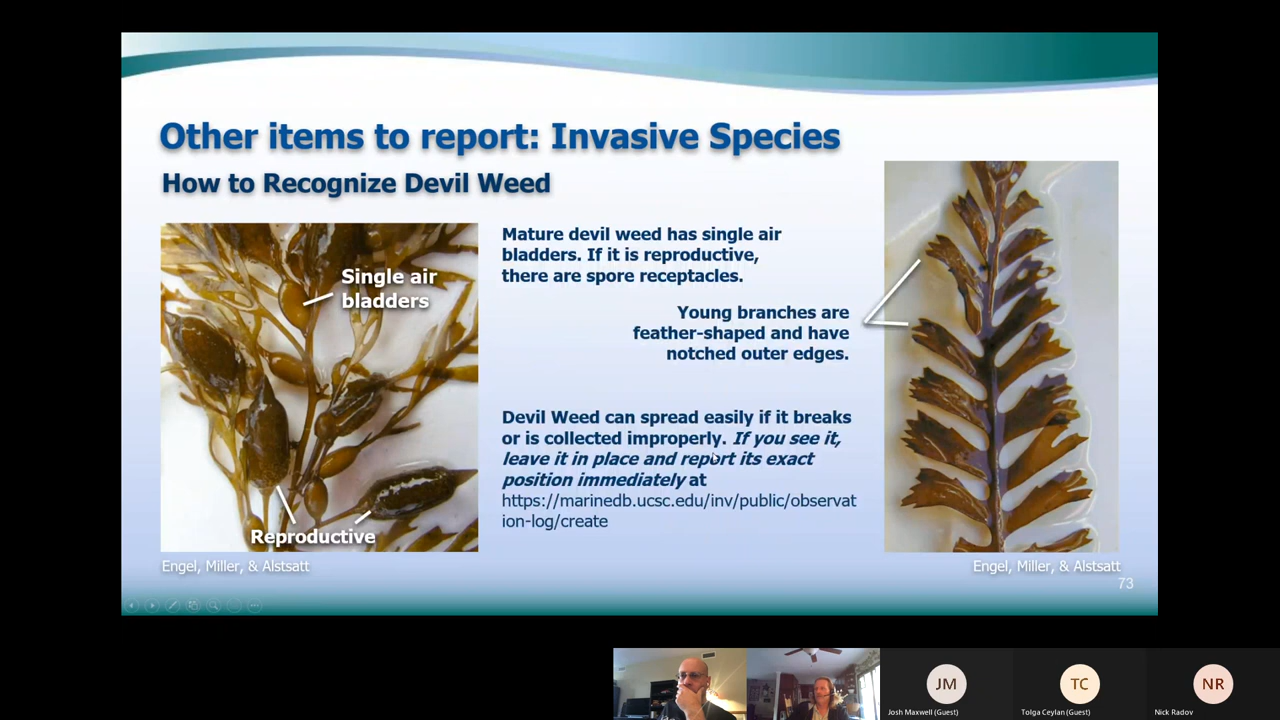 Other items to report: Invasive Species
How to Recognize Devil Weed
Single air
bladders
Reproductive
Engel, Miller, & Alstsatt
Mature devil weed has single air
bladders. If it is reproductive,
there are spore receptacles.
Young branches are
feather-shaped and have
notched outer edges.
Devil Weed can spread easily if it breaks
or is collected improperly. If you see it,
leave it in place and report its exact
position immediately at
https://marinedb.ucsc.edu/inv/public/observat
ion-log/create
Engel, Miller, & Alstsatt
73
JM
Josh Maxwell (Guest)
TC
Tolga Ceylan (Guest)
NR
Nick Radov